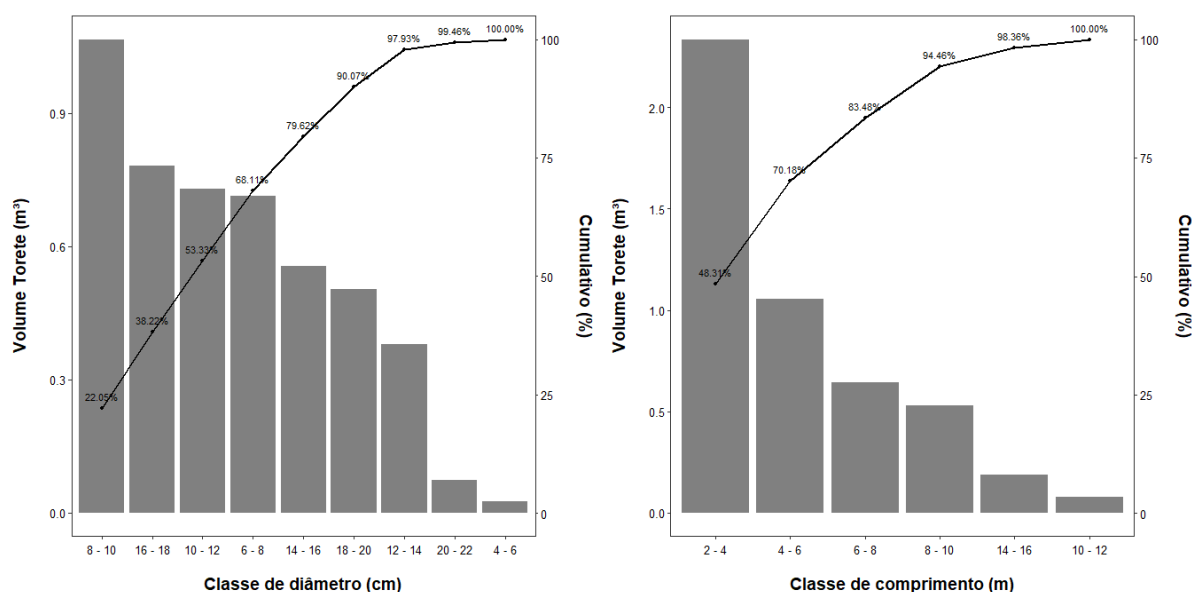 22.05%
38.22%
53.33%
68.11%
79.62%
90.07%
97.93%
99.46%
100.00%
0.9
0.6
0.3
0.0
100
75
50
25
0
Volume Torete (m³)
Cumulativo (%)
8 - 10
16 - 18
10 - 12
6 - 8
14 - 16
18 - 20
12 - 14
20 - 22
4 - 6
Classe de diâmetro (cm)
48.31%
70.18%
83.48%
94.46%
98.36%
100.00%
2.0
1.5
1.0
0.5
0.0
100
75
50
25
0
Volume Torete (m³)
Cumulativo (%)
2 - 4
4 - 6
6 - 8
8 - 10
14 - 16
10 - 12
Classe de comprimento (m)